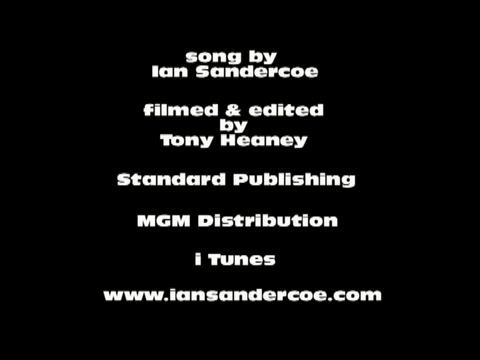 song by
Ian Sandercoe
filmed & edited
by
Tony Heaney
Standard Publishing
MGM Distribution
i Tunes
www.iansandercoe.com